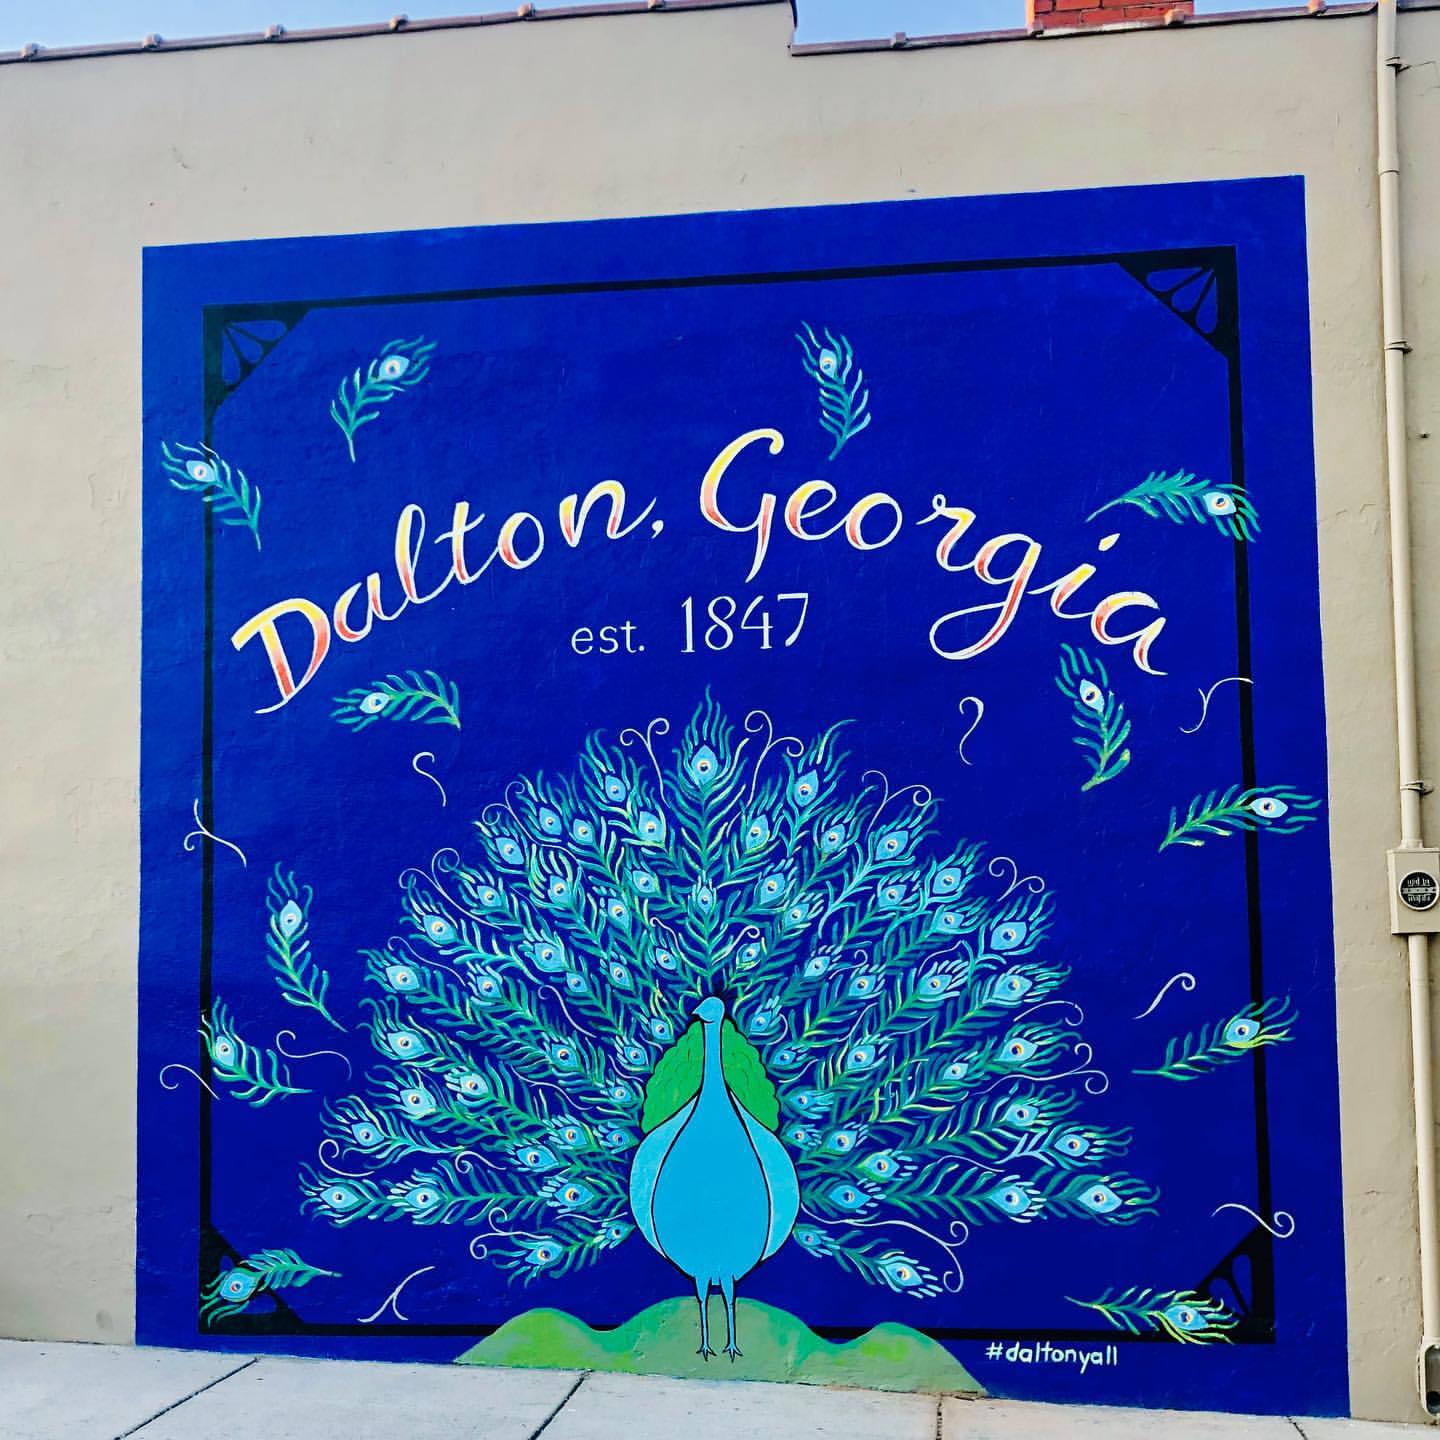 Dalton, Georgia
est. 1847
#daltonyall